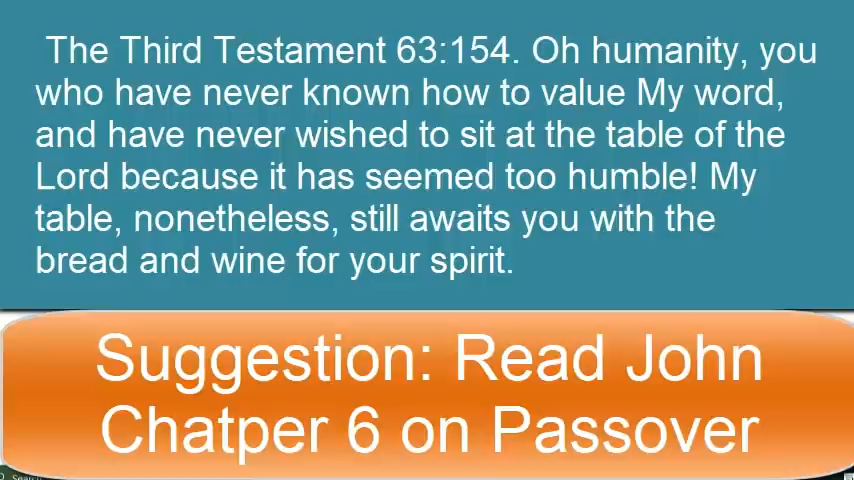 The Third Testament 63:154. Oh humanity, you
who have never known how to value My word,
and have never wished to sit at the table of the
Lord because it has seemed too humble! My
table, nonetheless, still awaits you with the
bread and wine for your spirit.
Suggestion: Read John
Chatper 6 on Passover